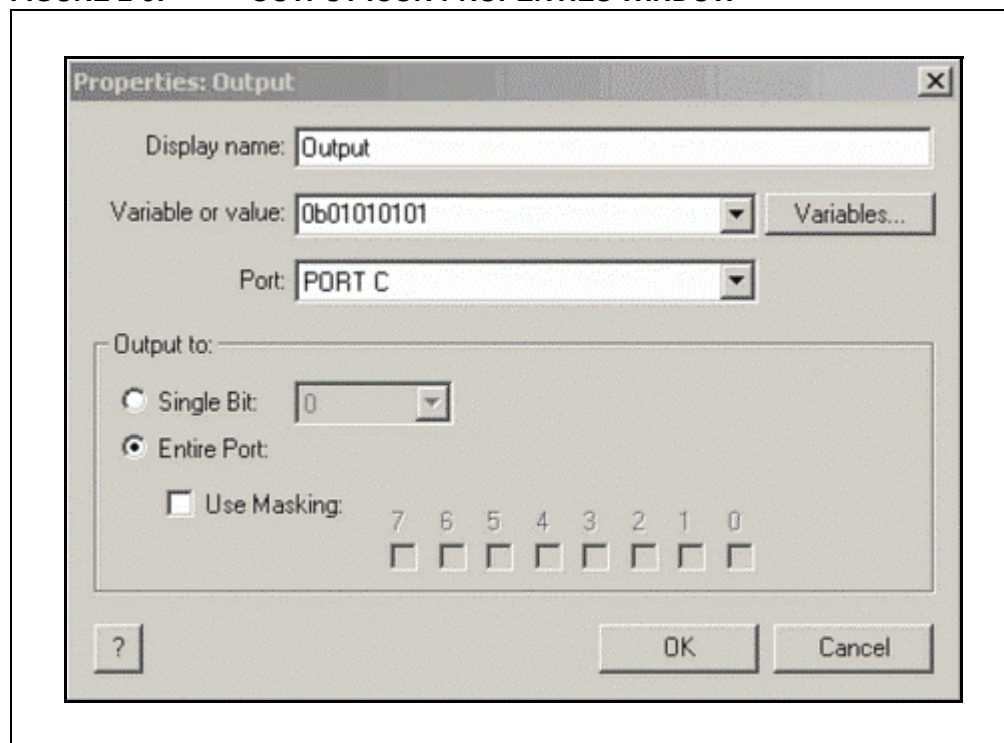 Properties: Output
Display name: Output
Variable or value: 0b01010101 Variables...
Port: PORT C
Output to:
Single Bit: 0
Entire Port:
Use Masking:
7 6 5 4 3 2 1 0
? OK Cancel